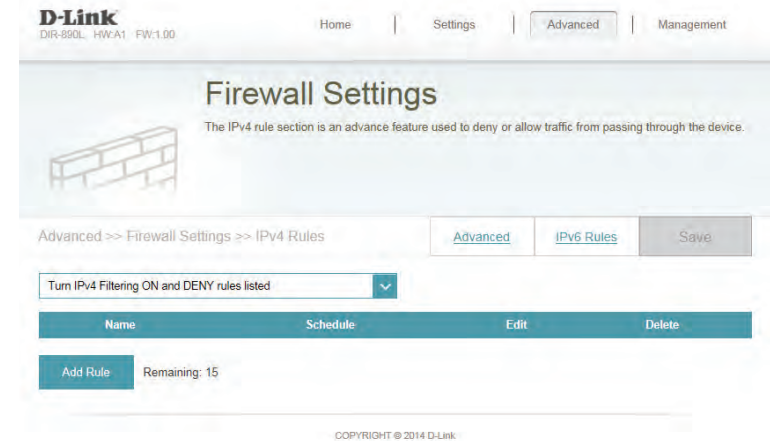 D-Link
DIR-890L HW:A1 FW:1.00
Home | Settings | Advanced | Management
Firewall Settings
The IPv4 rule section is an advance feature used to deny or allow traffic from passing through the device.
Advanced >> Firewall Settings >> IPv4 Rules Advanced IPv6 Rules Save
Turn IPv4 Filtering ON and DENY rules listed
Name Schedule Edit Delete
Add Rule Remaining: 15
COPYRIGHT © 2014 D-Link